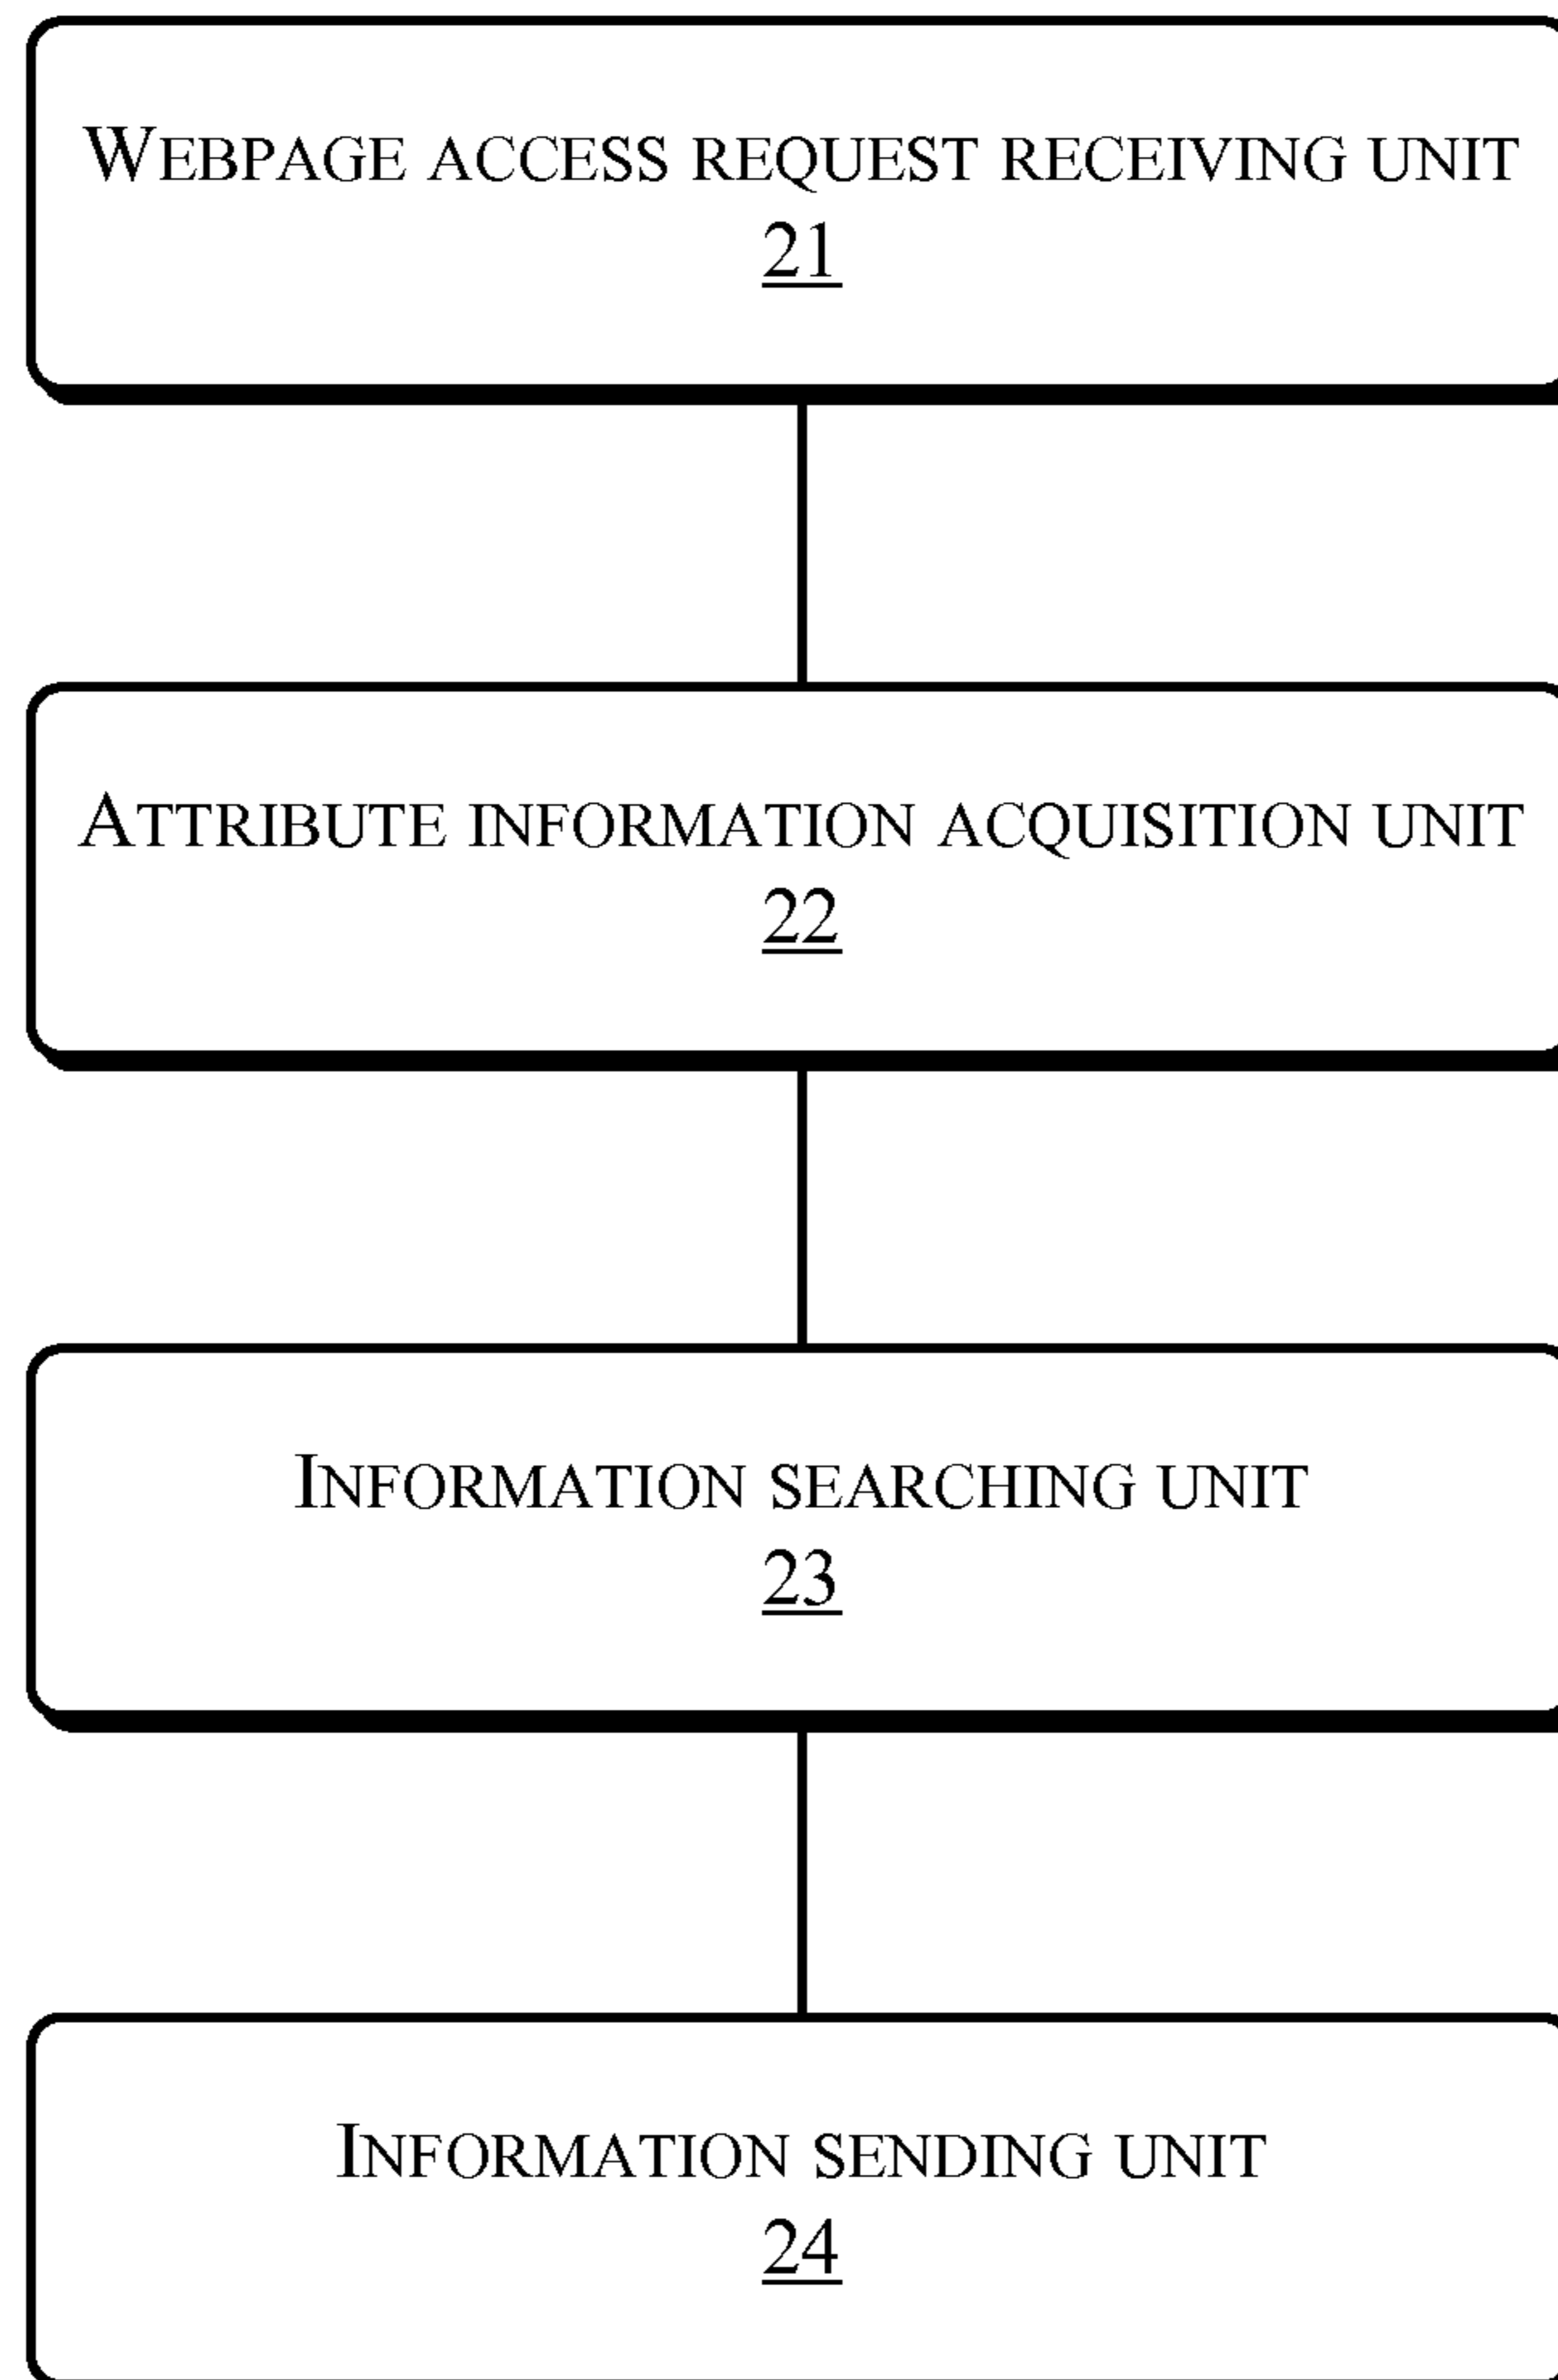 WEBPAGE ACCESS REQUEST RECEIVING UNIT
21
ATTRIBUTE INFORMATION ACQUISITION UNIT
22
INFORMATION SEARCHING UNIT
23
INFORMATION SENDING UNIT
24